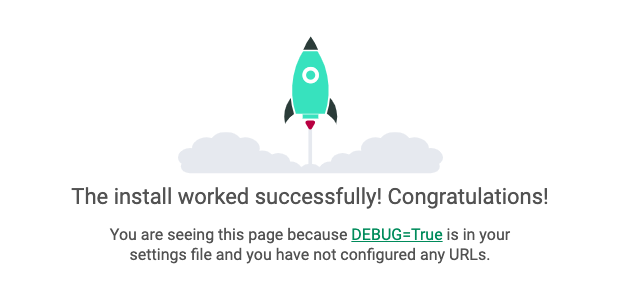 The install worked successfully! Congratulations!
You are seeing this page because DEBUG=True is in your
settings file and you have not configured any URLs.